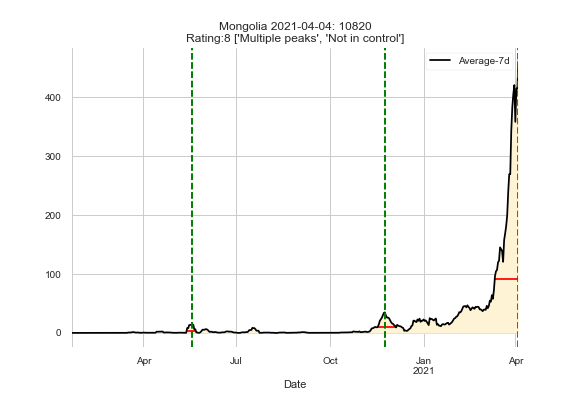 Mongolia 2021-04-04: 10820
Rating:8 ['Multiple peaks', 'Not in control']
Average-7d
400
300
200
100
0
Apr
Jul
Oct
Jan
2021
Apr
Date